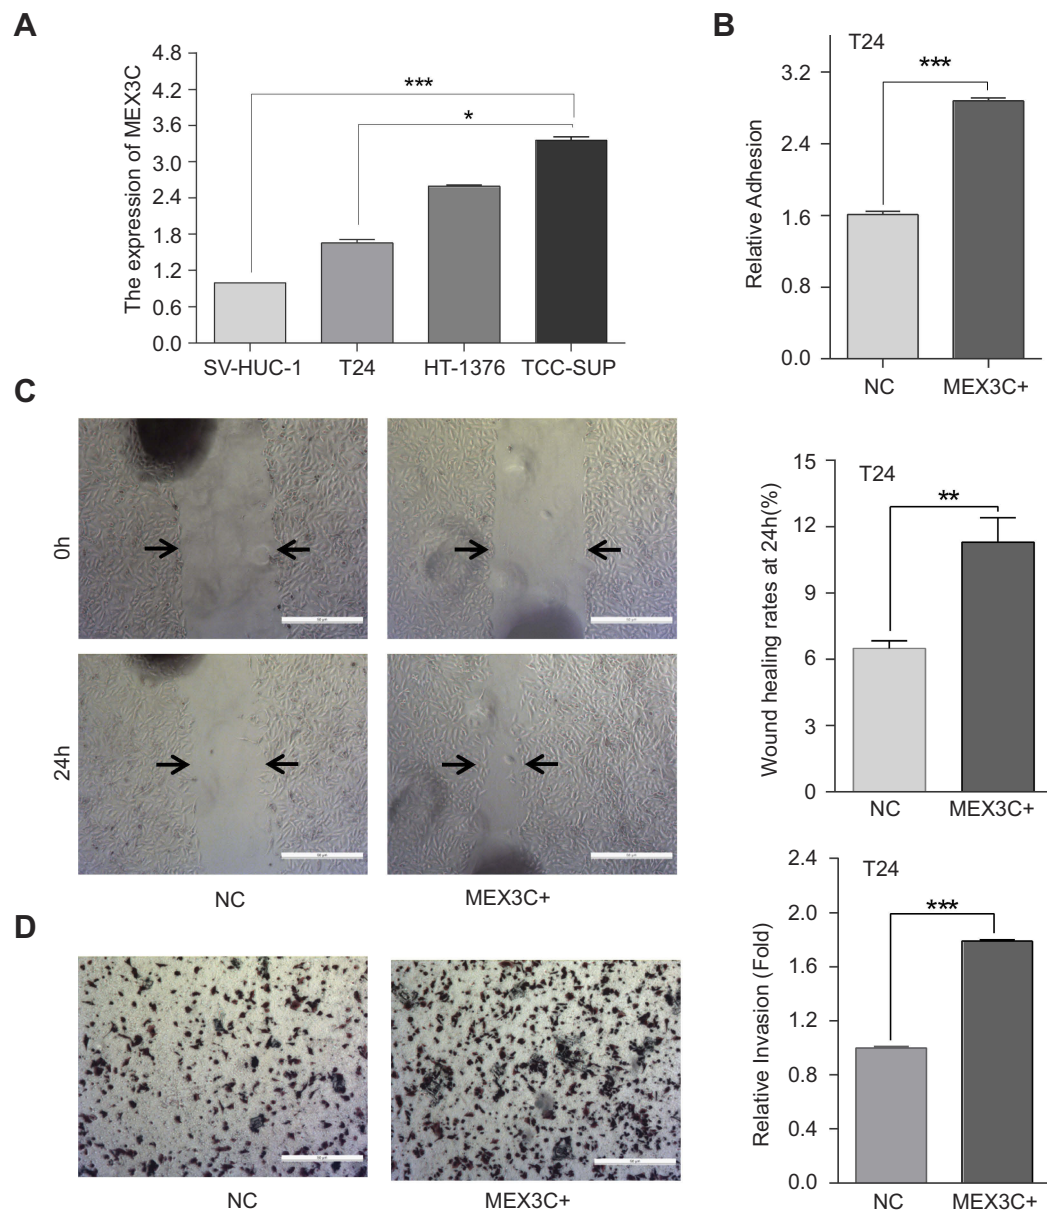 A
The expression of MEX3C
4.8
4.2
3.6
3.0
2.4
1.8
1.2
0.6
0.0
***
*
SV-HUC-1 T24 HT-1376 TCC-SUP
B
T24
***
Relative Adhesion
3.2
2.4
1.6
0.8
0.0
NC MEX3C+
C
0h
24h
NC MEX3C+
T24
**
Wound healing rates at 24h(%)
15
12
9
6
3
0
NC MEX3C+
D
NC MEX3C+
T24
***
Relative Invasion (Fold)
2.4
2.0
1.6
1.2
0.8
0.4
0.0
NC MEX3C+